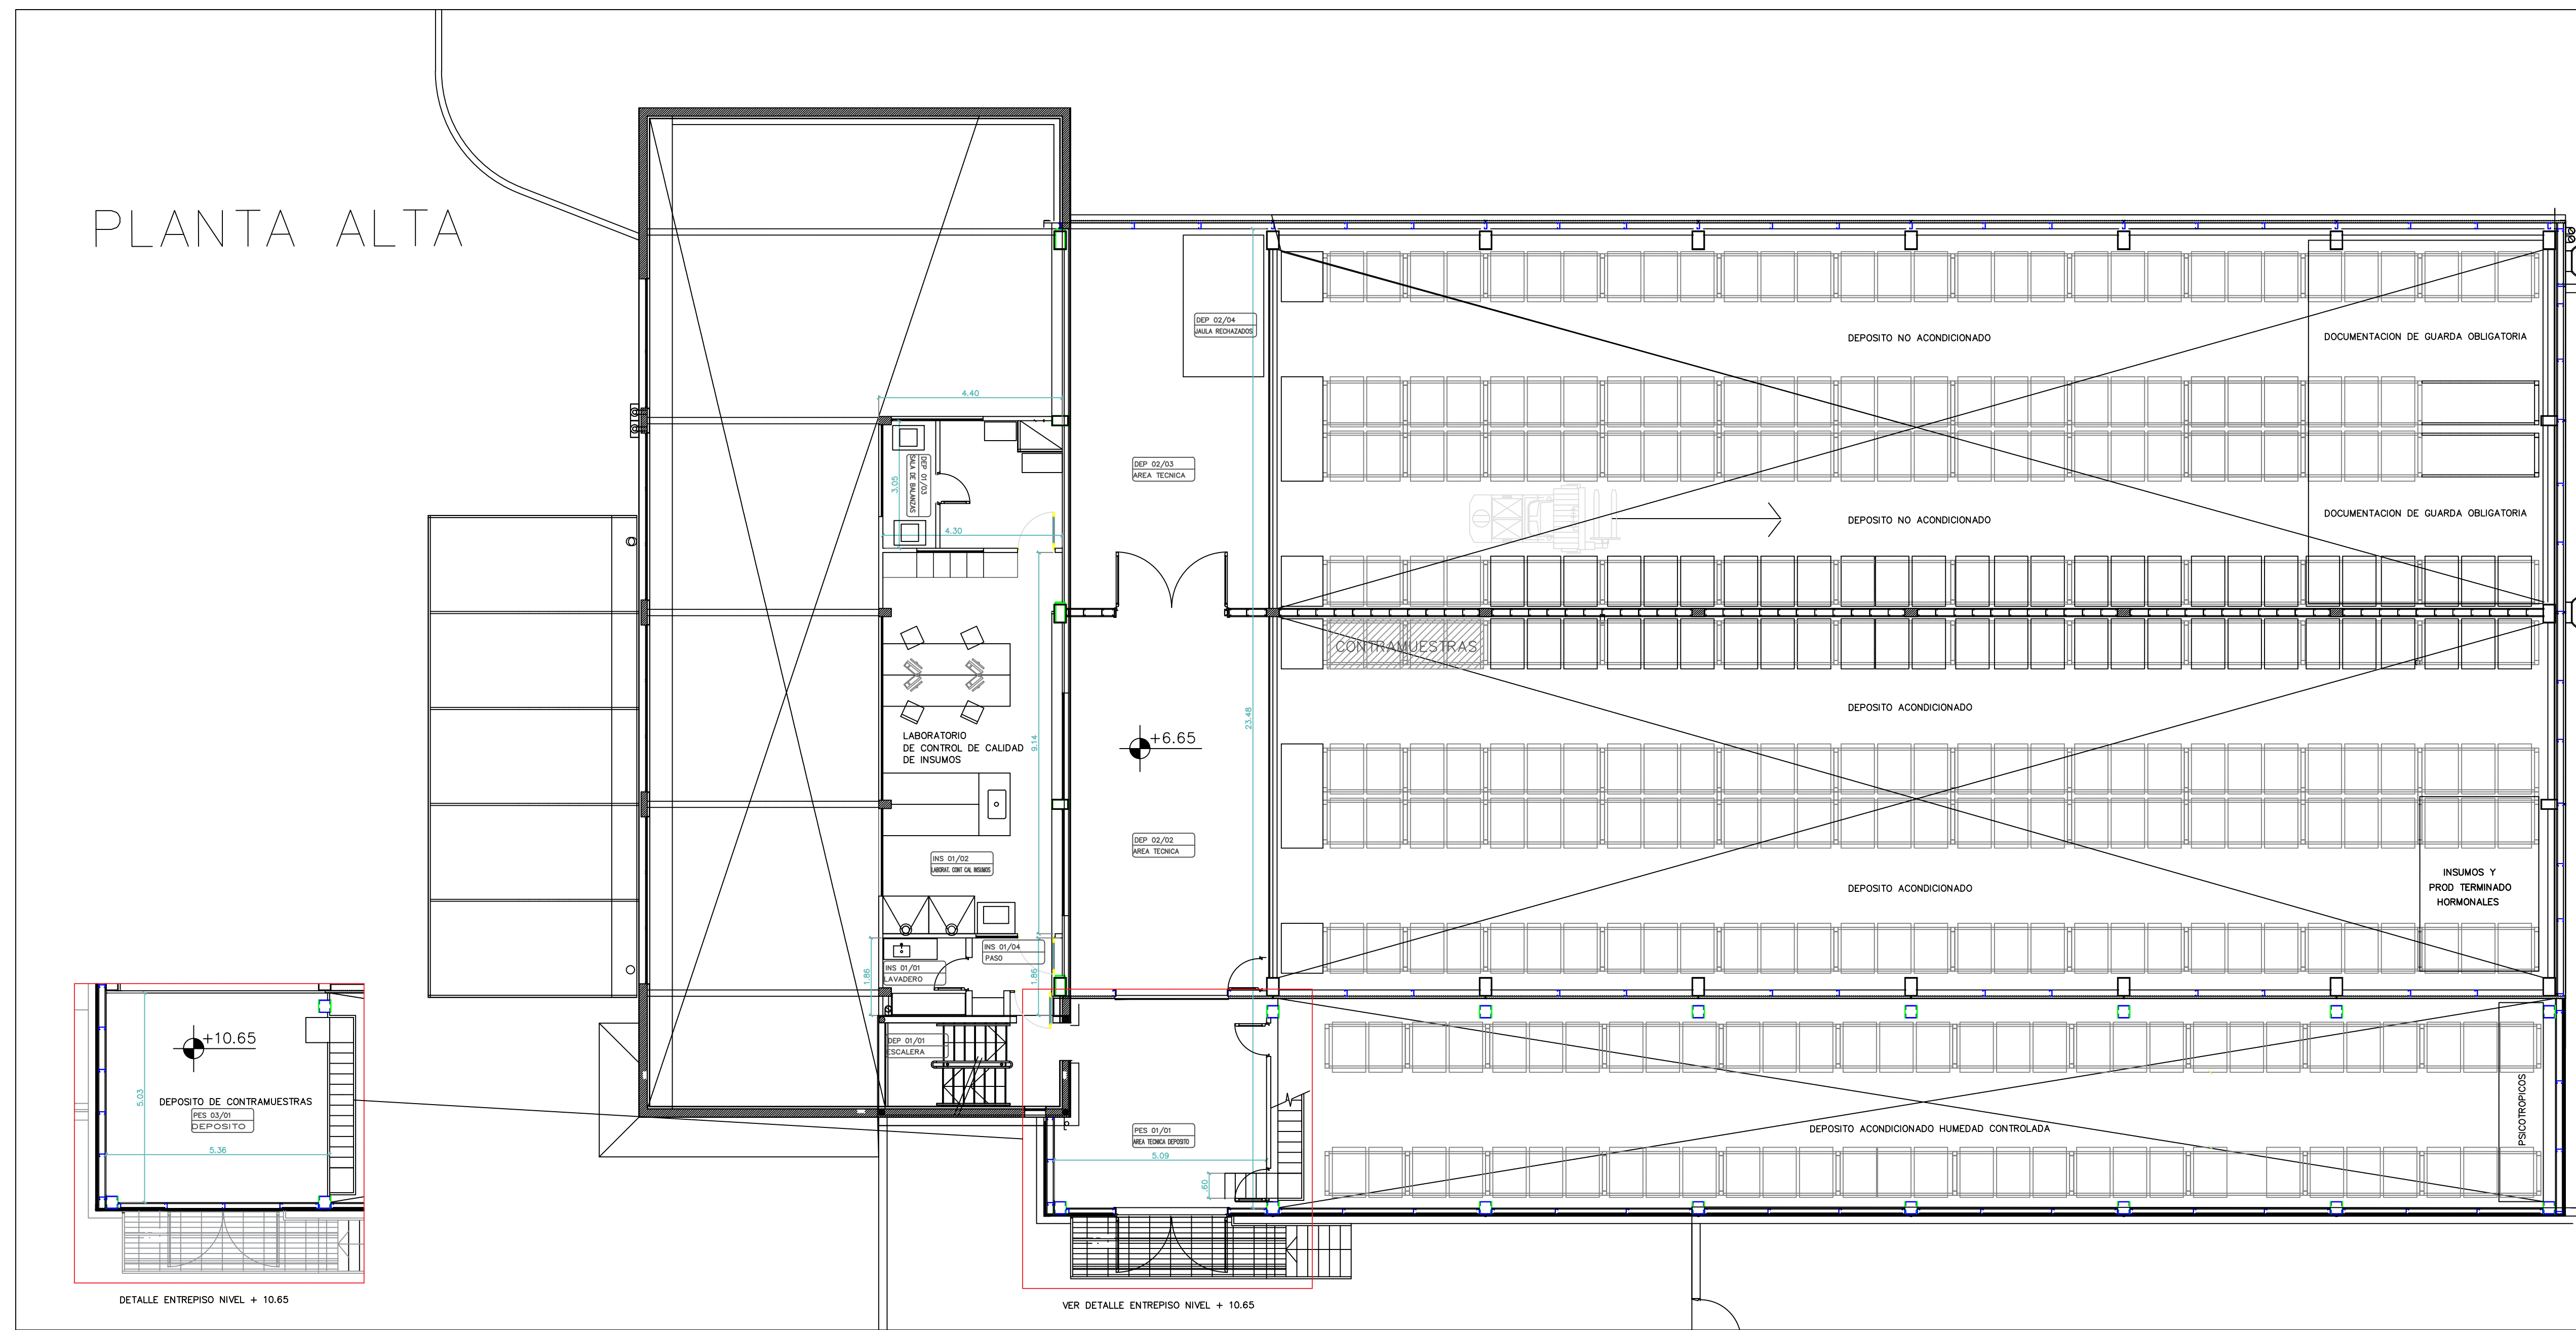 PLANTA ALTA
4.40
DEP 02/04
JAULA RECHAZADOS
DEPOSITO NO ACONDICIONADO
DOCUMENTACION DE GUARDA OBLIGATORIA
DEP 01/03
SALA DE BALANZAS
3.05
4.30
DEP 02/03
AREA TECNICA
DEPOSITO NO ACONDICIONADO
DOCUMENTACION DE GUARDA OBLIGATORIA
CONTRAMUESTRAS
LABORATORIO
DE CONTROL DE CALIDAD
DE INSUMOS
9.14
+6.65
23.48
DEPOSITO ACONDICIONADO
DEP 02/02
AREA TECNICA
INS 01/02
LABORAT. CONT CAL INSUMOS
DEPOSITO ACONDICIONADO
INSUMOS Y
PROD TERMINADO
HORMONALES
INS 01/04
PASO
INS 01/01
LAVADERO
1.86
1.86
DEP 01/01
ESCALERA
+10.65
5.03
DEPOSITO DE CONTRAMUESTRAS
PES 03/01
DEPOSITO
5.36
PES 01/01
AREA TECNICA DEPOSITO
5.09
.60
DEPOSITO ACONDICIONADO HUMEDAD CONTROLADA
PSICOTROPICOS
DETALLE ENTREPISO NIVEL + 10.65
VER DETALLE ENTREPISO NIVEL + 10.65